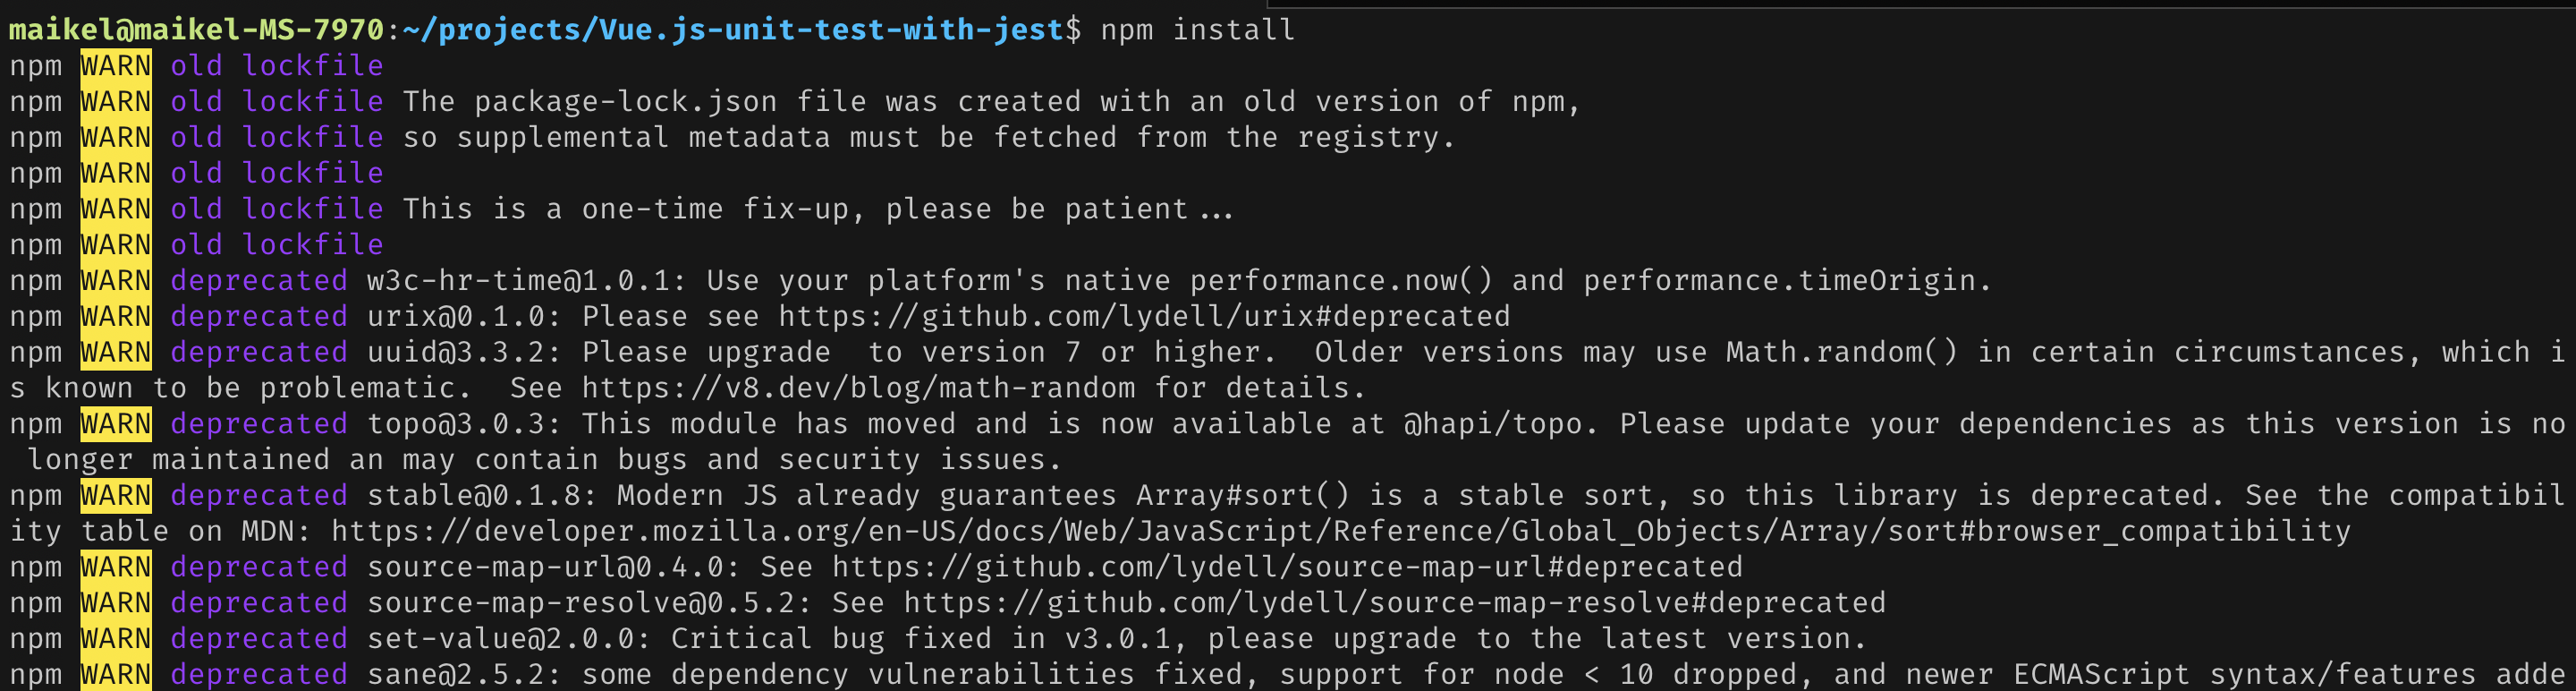 maikel@maikel-MS-7970:~/projects/Vue.js-unit-test-with-jest$ npm install
npm WARN old lockfile
npm WARN old lockfile The package-lock.json file was created with an old version of npm,
npm WARN old lockfile so supplemental metadata must be fetched from the registry.
npm WARN old lockfile
npm WARN old lockfile This is a one-time fix-up, please be patient...
npm WARN old lockfile
npm WARN deprecated w3c-hr-time@1.0.1: Use your platform's native performance.now() and performance.timeOrigin.
npm WARN deprecated urix@0.1.0: Please see https://github.com/lydell/urix#deprecated
npm WARN deprecated uuid@3.3.2: Please upgrade  to version 7 or higher.  Older versions may use Math.random() in certain circumstances, which i
s known to be problematic.  See https://v8.dev/blog/math-random for details.
npm WARN deprecated topo@3.0.3: This module has moved and is now available at @hapi/topo. Please update your dependencies as this version is no
 longer maintained an may contain bugs and security issues.
npm WARN deprecated stable@0.1.8: Modern JS already guarantees Array#sort() is a stable sort, so this library is deprecated. See the compatibil
ity table on MDN: https://developer.mozilla.org/en-US/docs/Web/JavaScript/Reference/Global_Objects/Array/sort#browser_compatibility
npm WARN deprecated source-map-url@0.4.0: See https://github.com/lydell/source-map-url#deprecated
npm WARN deprecated source-map-resolve@0.5.2: See https://github.com/lydell/source-map-resolve#deprecated
npm WARN deprecated set-value@2.0.0: Critical bug fixed in v3.0.1, please upgrade to the latest version.
npm WARN deprecated sane@2.5.2: some dependency vulnerabilities fixed, support for node < 10 dropped, and newer ECMAScript syntax/features adde